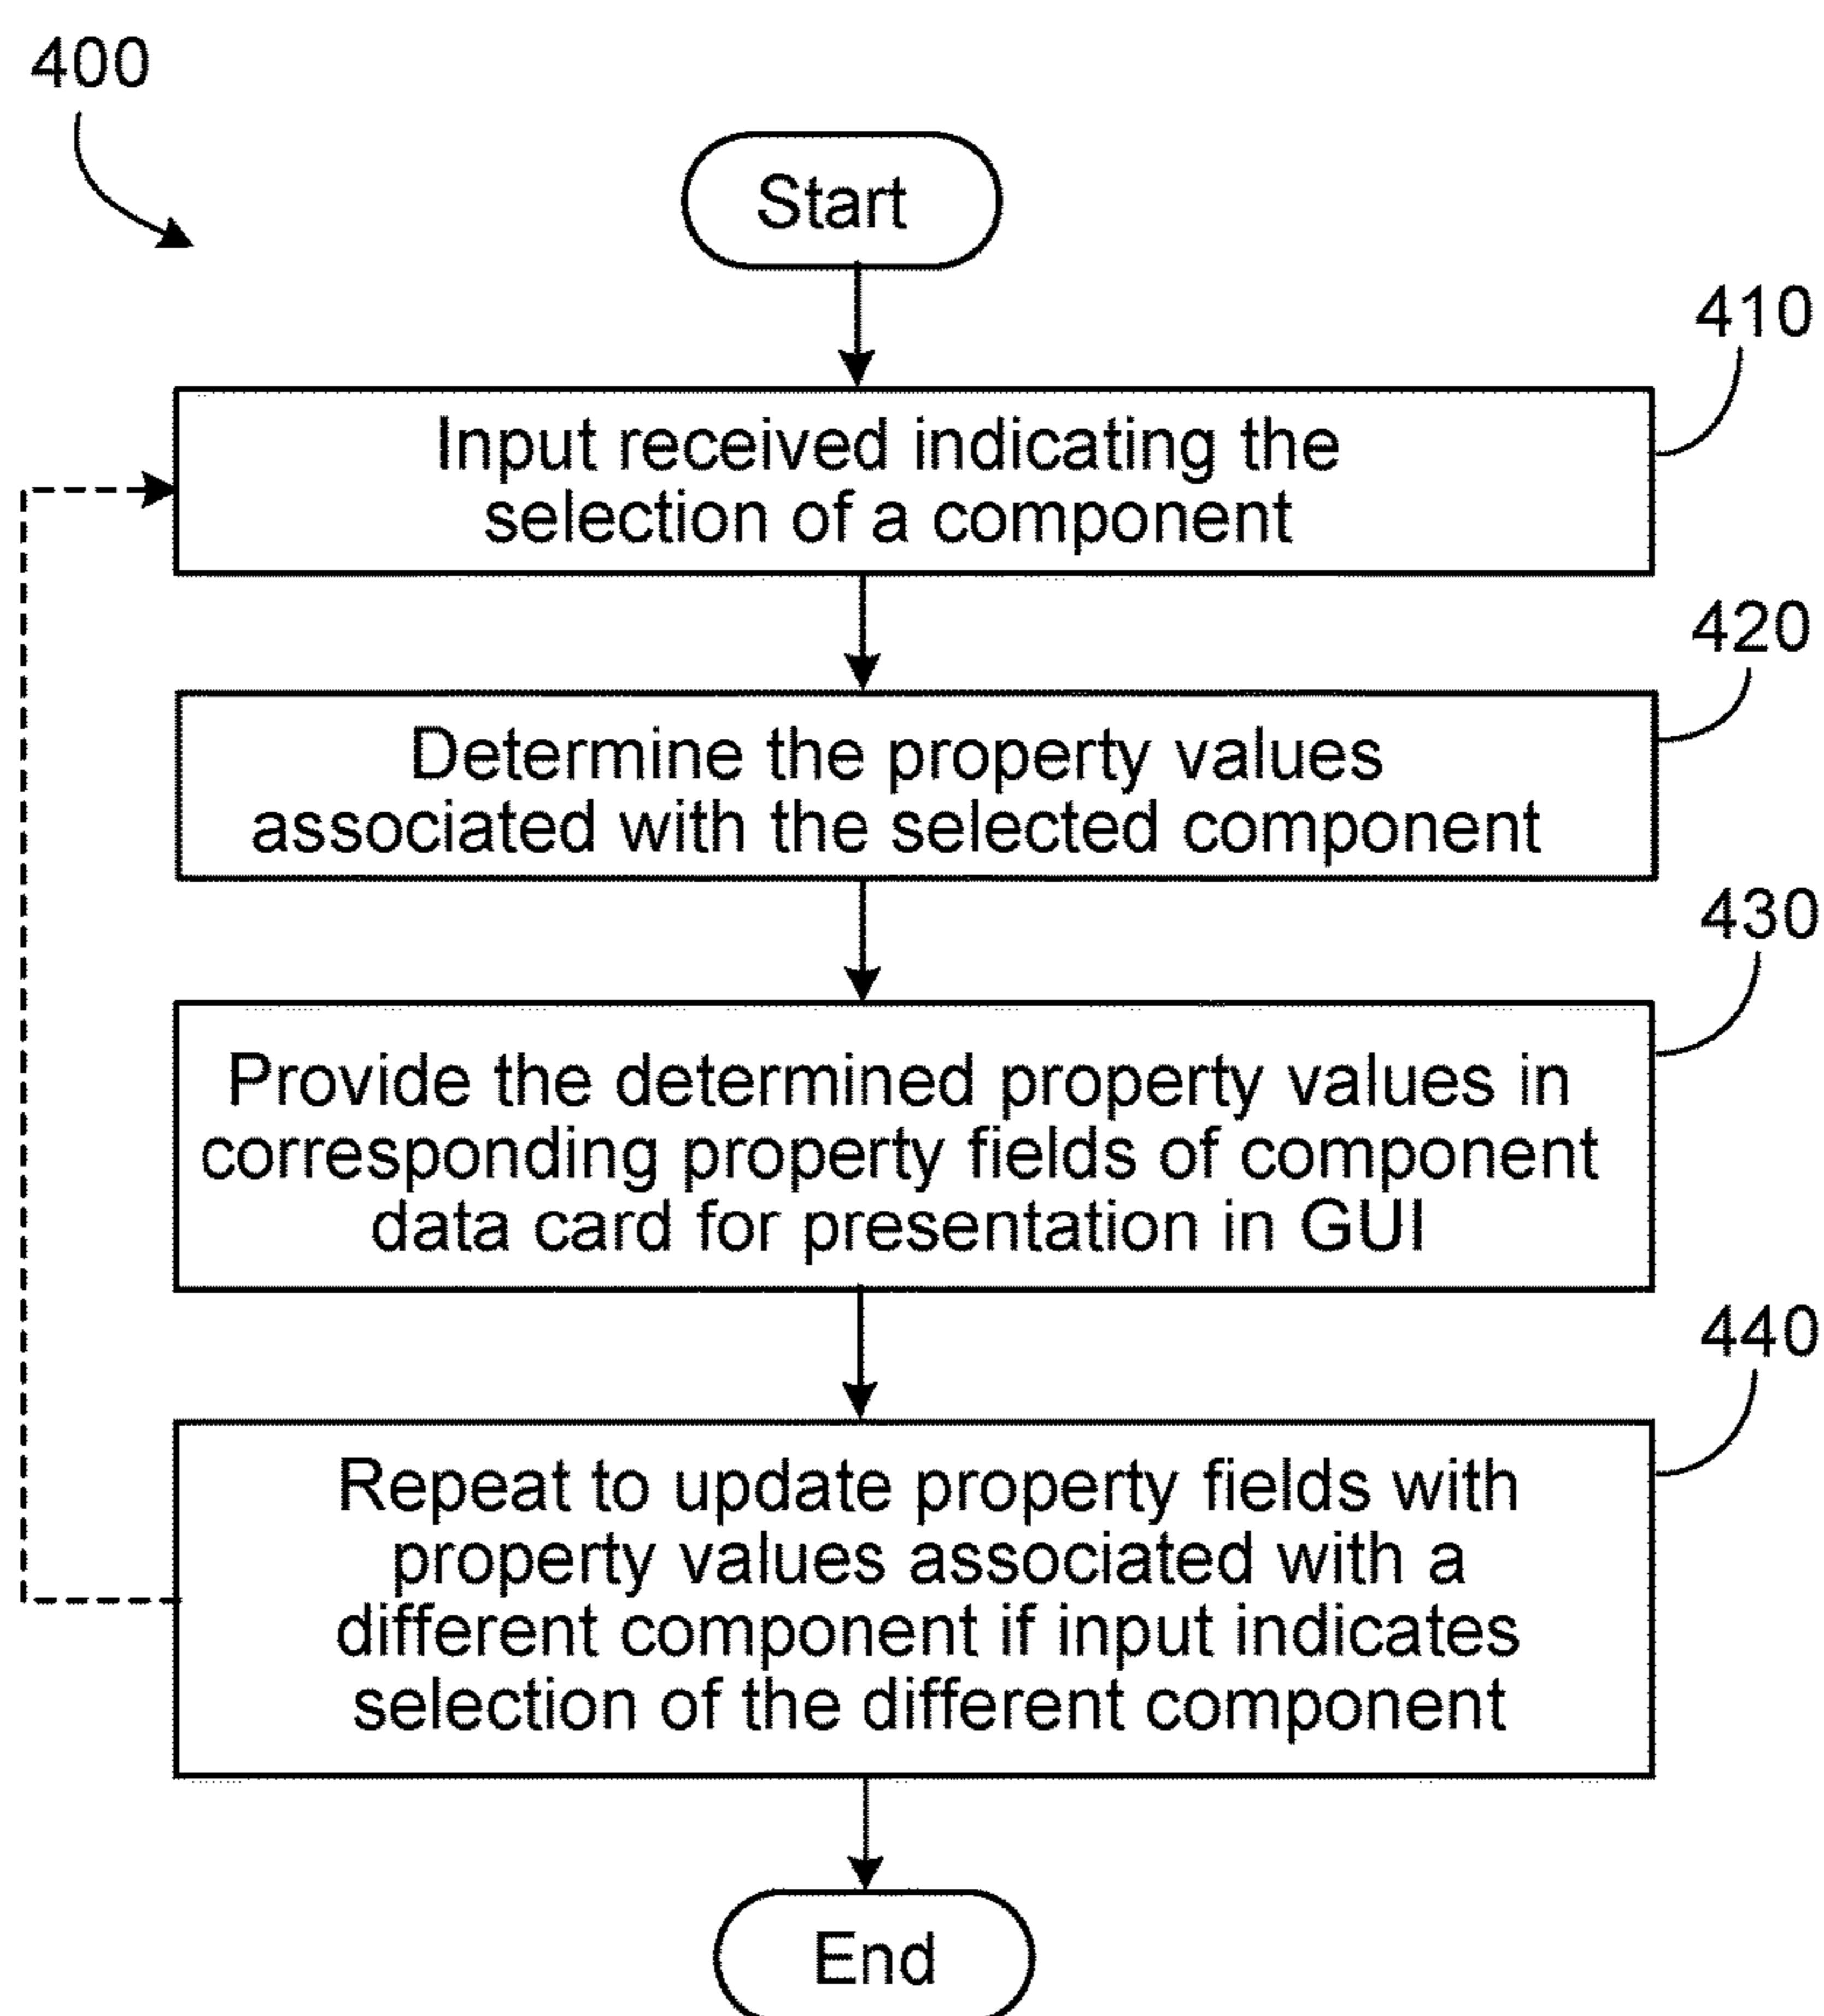 400
Start
410
Input received indicating the
selection of a component
420
Determine the property values
associated with the selected component
430
Provide the determined property values in
corresponding property fields of component
data card for presentation in GUI
440
Repeat to update property fields with
property values associated with a
different component if input indicates
selection of the different component
End